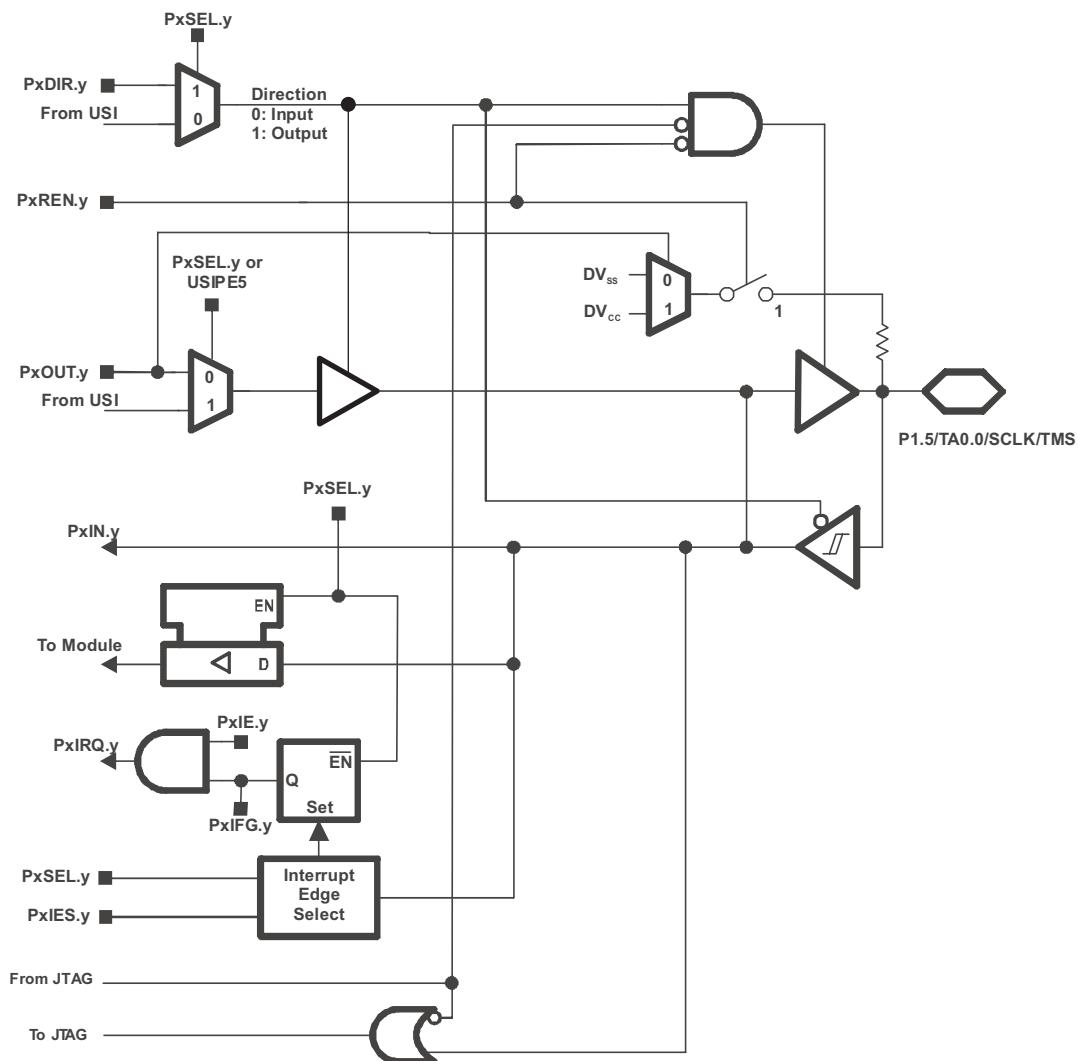 PxSEL.y
PxDIR.y
1
From USI
0
Direction
0: Input
1: Output
PxREN.y
PxSEL.y or
USIPE5
DVSS
0
DVCC
1
1
PxOUT.y
0
From USI
1
P1.5/TA0.0/SCLK/TMS
PxSEL.y
PxIN.y
EN
To Module
D
PxIE.y
PxIRQ.y
EN
Q
Set
PxIFG.y
PxSEL.y
PxIES.y
Interrupt
Edge
Select
From JTAG
To JTAG